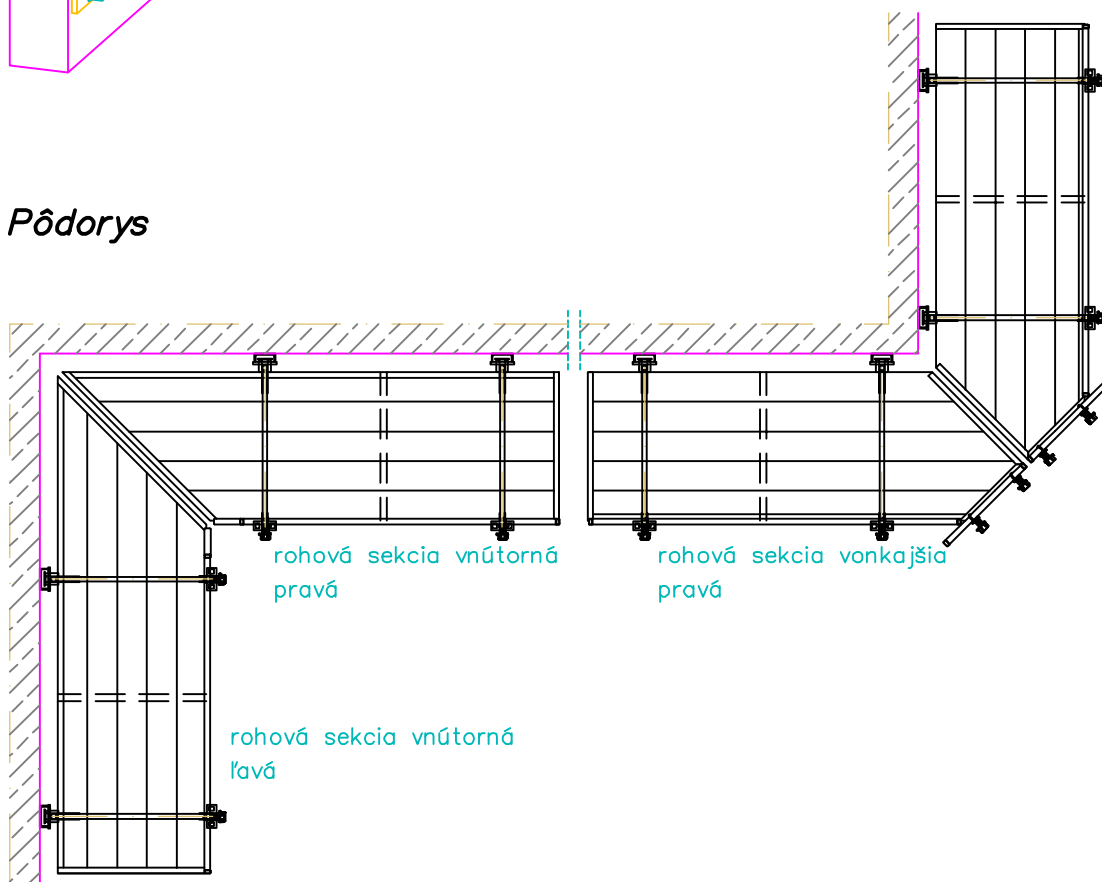 Pôdorys
rohová sekcia vnútorná
pravá
rohová sekcia vonkajšia
pravá
rohová sekcia vnútorná
ľavá